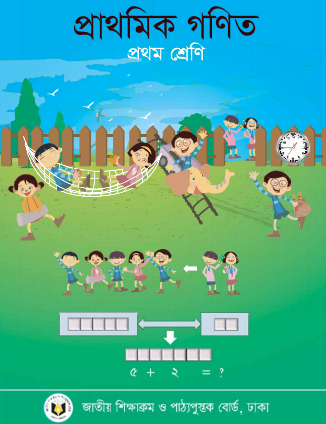 প্রাথমিক গণিত
প্রথম শ্রেণি
৫ + ২ = ?
জাতীয় শিক্ষাক্রম ও পাঠ্যপুস্তক বোর্ড, ঢাকা